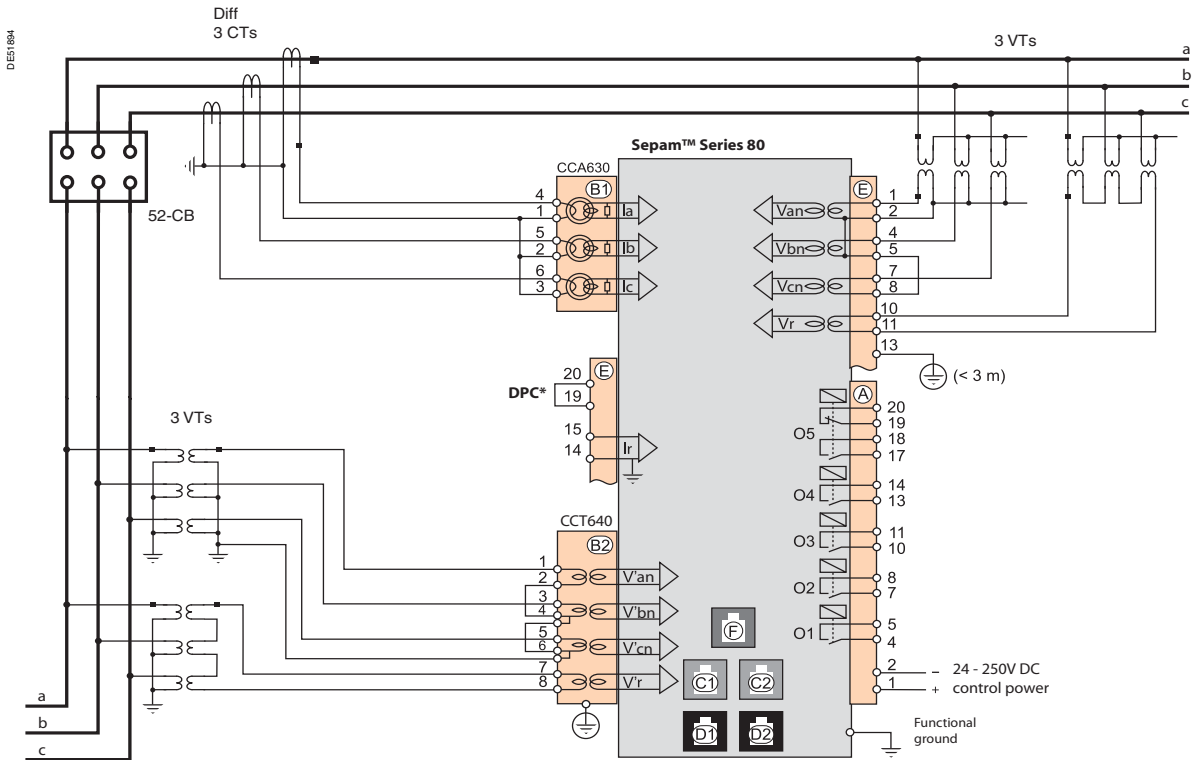 DE51894
Diff
3 CTs
3 VTs
a
b
c
Sepam™ Series 80
CCA630
B1
E
52-CB
4
1
5
2
6
3
Ia
Ib
Ic
Van
Vbn
Vcn
Vr
1
2
4
5
7
8
10
11
13
(< 3 m)
DPC*
20
19
15
14
E
Ir
A
O5
O4
O3
O2
O1
20
19
18
17
14
13
11
10
8
7
5
4
2 – 24 - 250V DC
1 + control power
3 VTs
CCT640
B2
1
2
3
4
5
6
7
8
V'an
V'bn
V'cn
V'r
F
C1 C2
D1 D2
Functional
ground
a
b
c